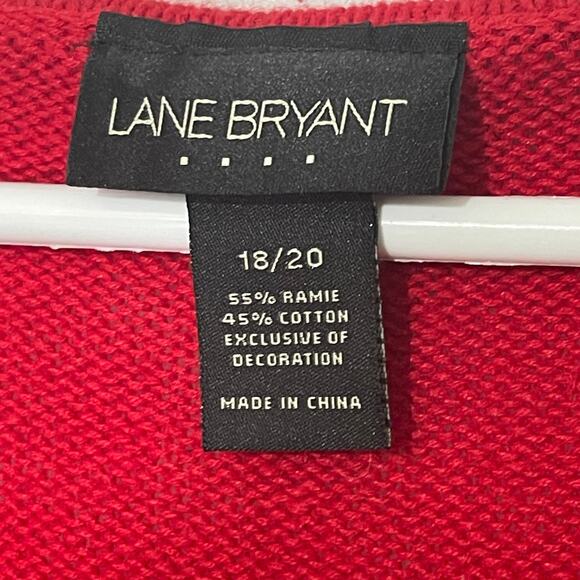 LANE BRYANT
18/20
55% RAMIE
45% COTTON
EXCLUSIVE OF
DECORATION
MADE IN CHINA